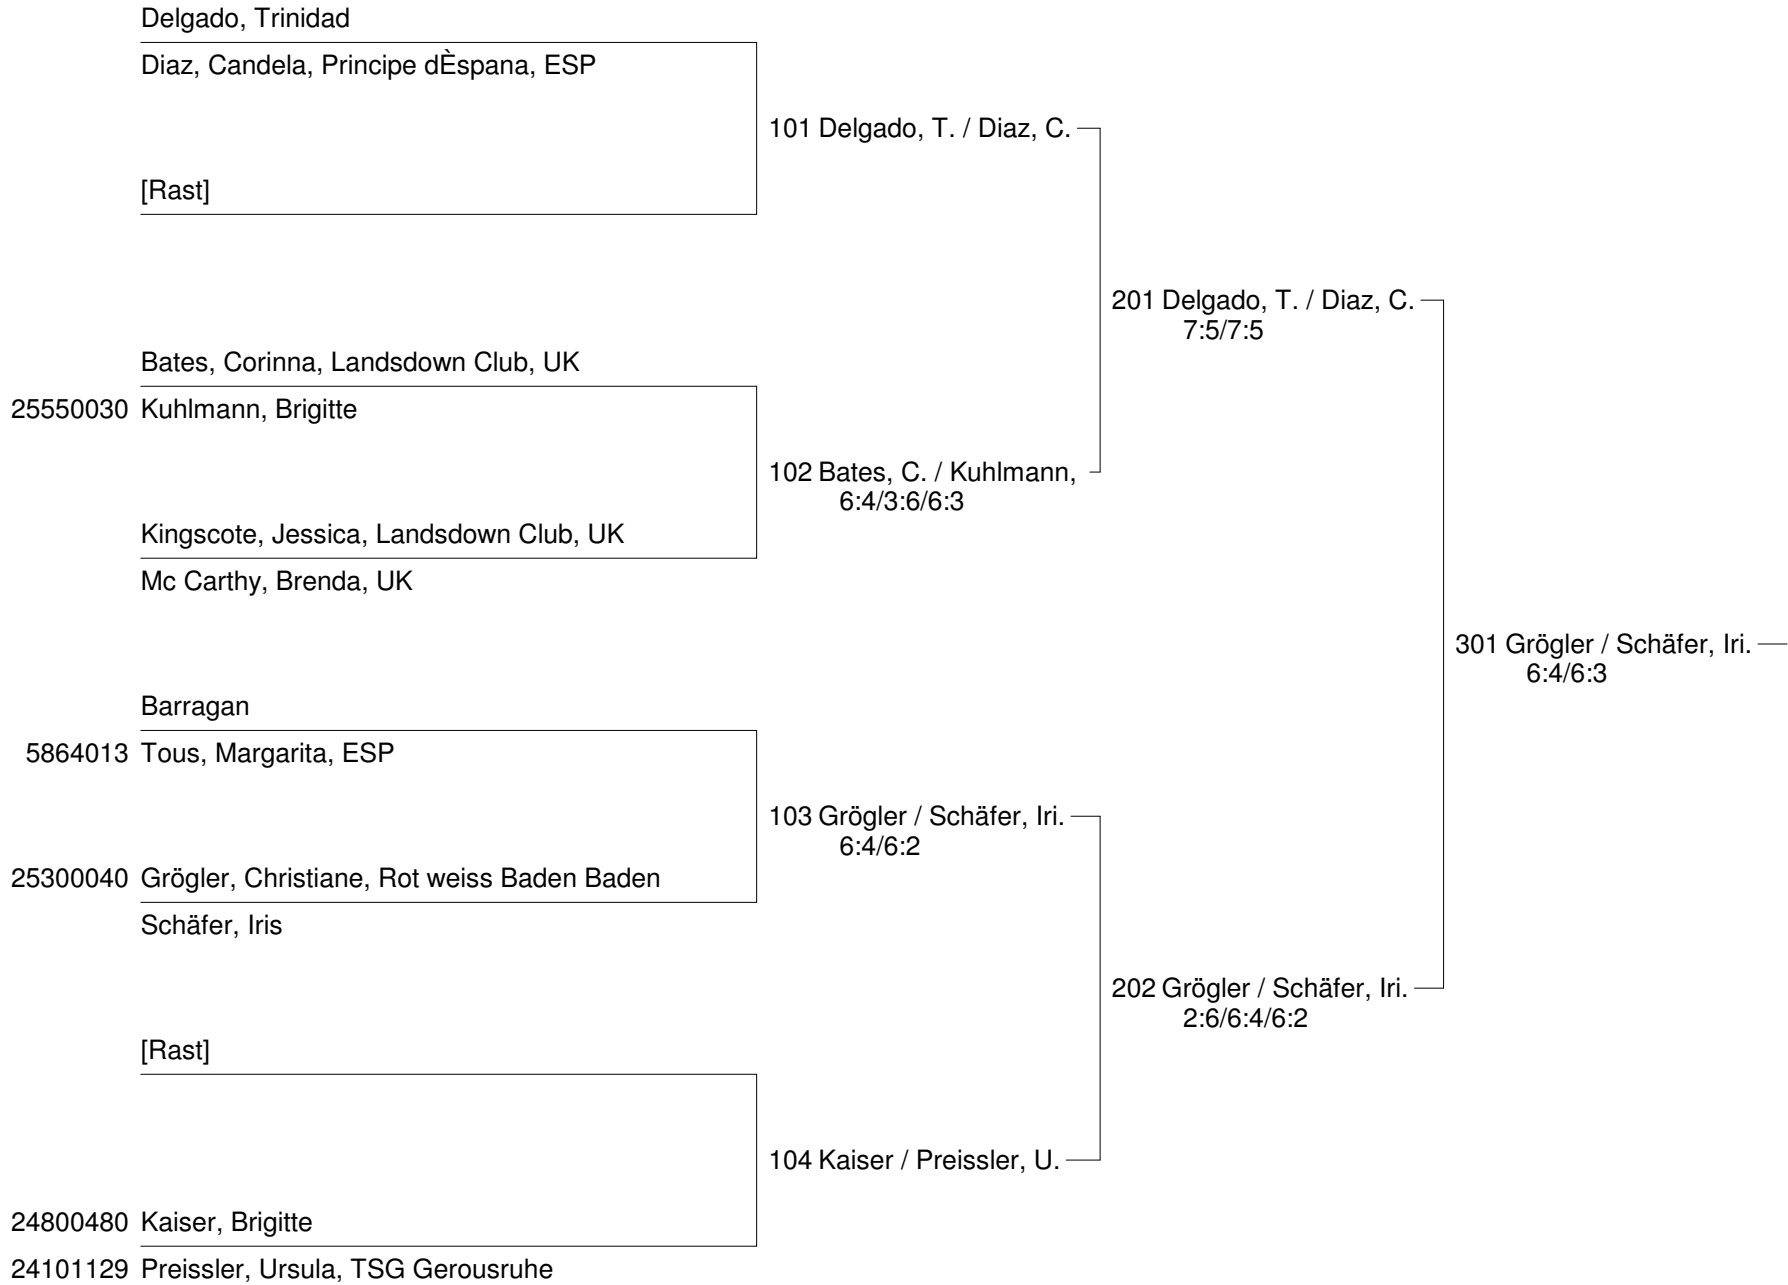 Delgado, Trinidad
Diaz, Candela, Principe dÈspana, ESP
101 Delgado, T. / Diaz, C.
[Rast]
201 Delgado, T. / Diaz, C.
7:5/7:5
Bates, Corinna, Landsdown Club, UK
25550030 Kuhlmann, Brigitte
102 Bates, C. / Kuhlmann,
6:4/3:6/6:3
Kingscote, Jessica, Landsdown Club, UK
Mc Carthy, Brenda, UK
301 Grögler / Schäfer, Iri.
6:4/6:3
Barragan
5864013 Tous, Margarita, ESP
103 Grögler / Schäfer, Iri.
6:4/6:2
25300040 Grögler, Christiane, Rot weiss Baden Baden
Schäfer, Iris
202 Grögler / Schäfer, Iri.
2:6/6:4/6:2
[Rast]
104 Kaiser / Preissler, U.
24800480 Kaiser, Brigitte
24101129 Preissler, Ursula, TSG Gerousruhe